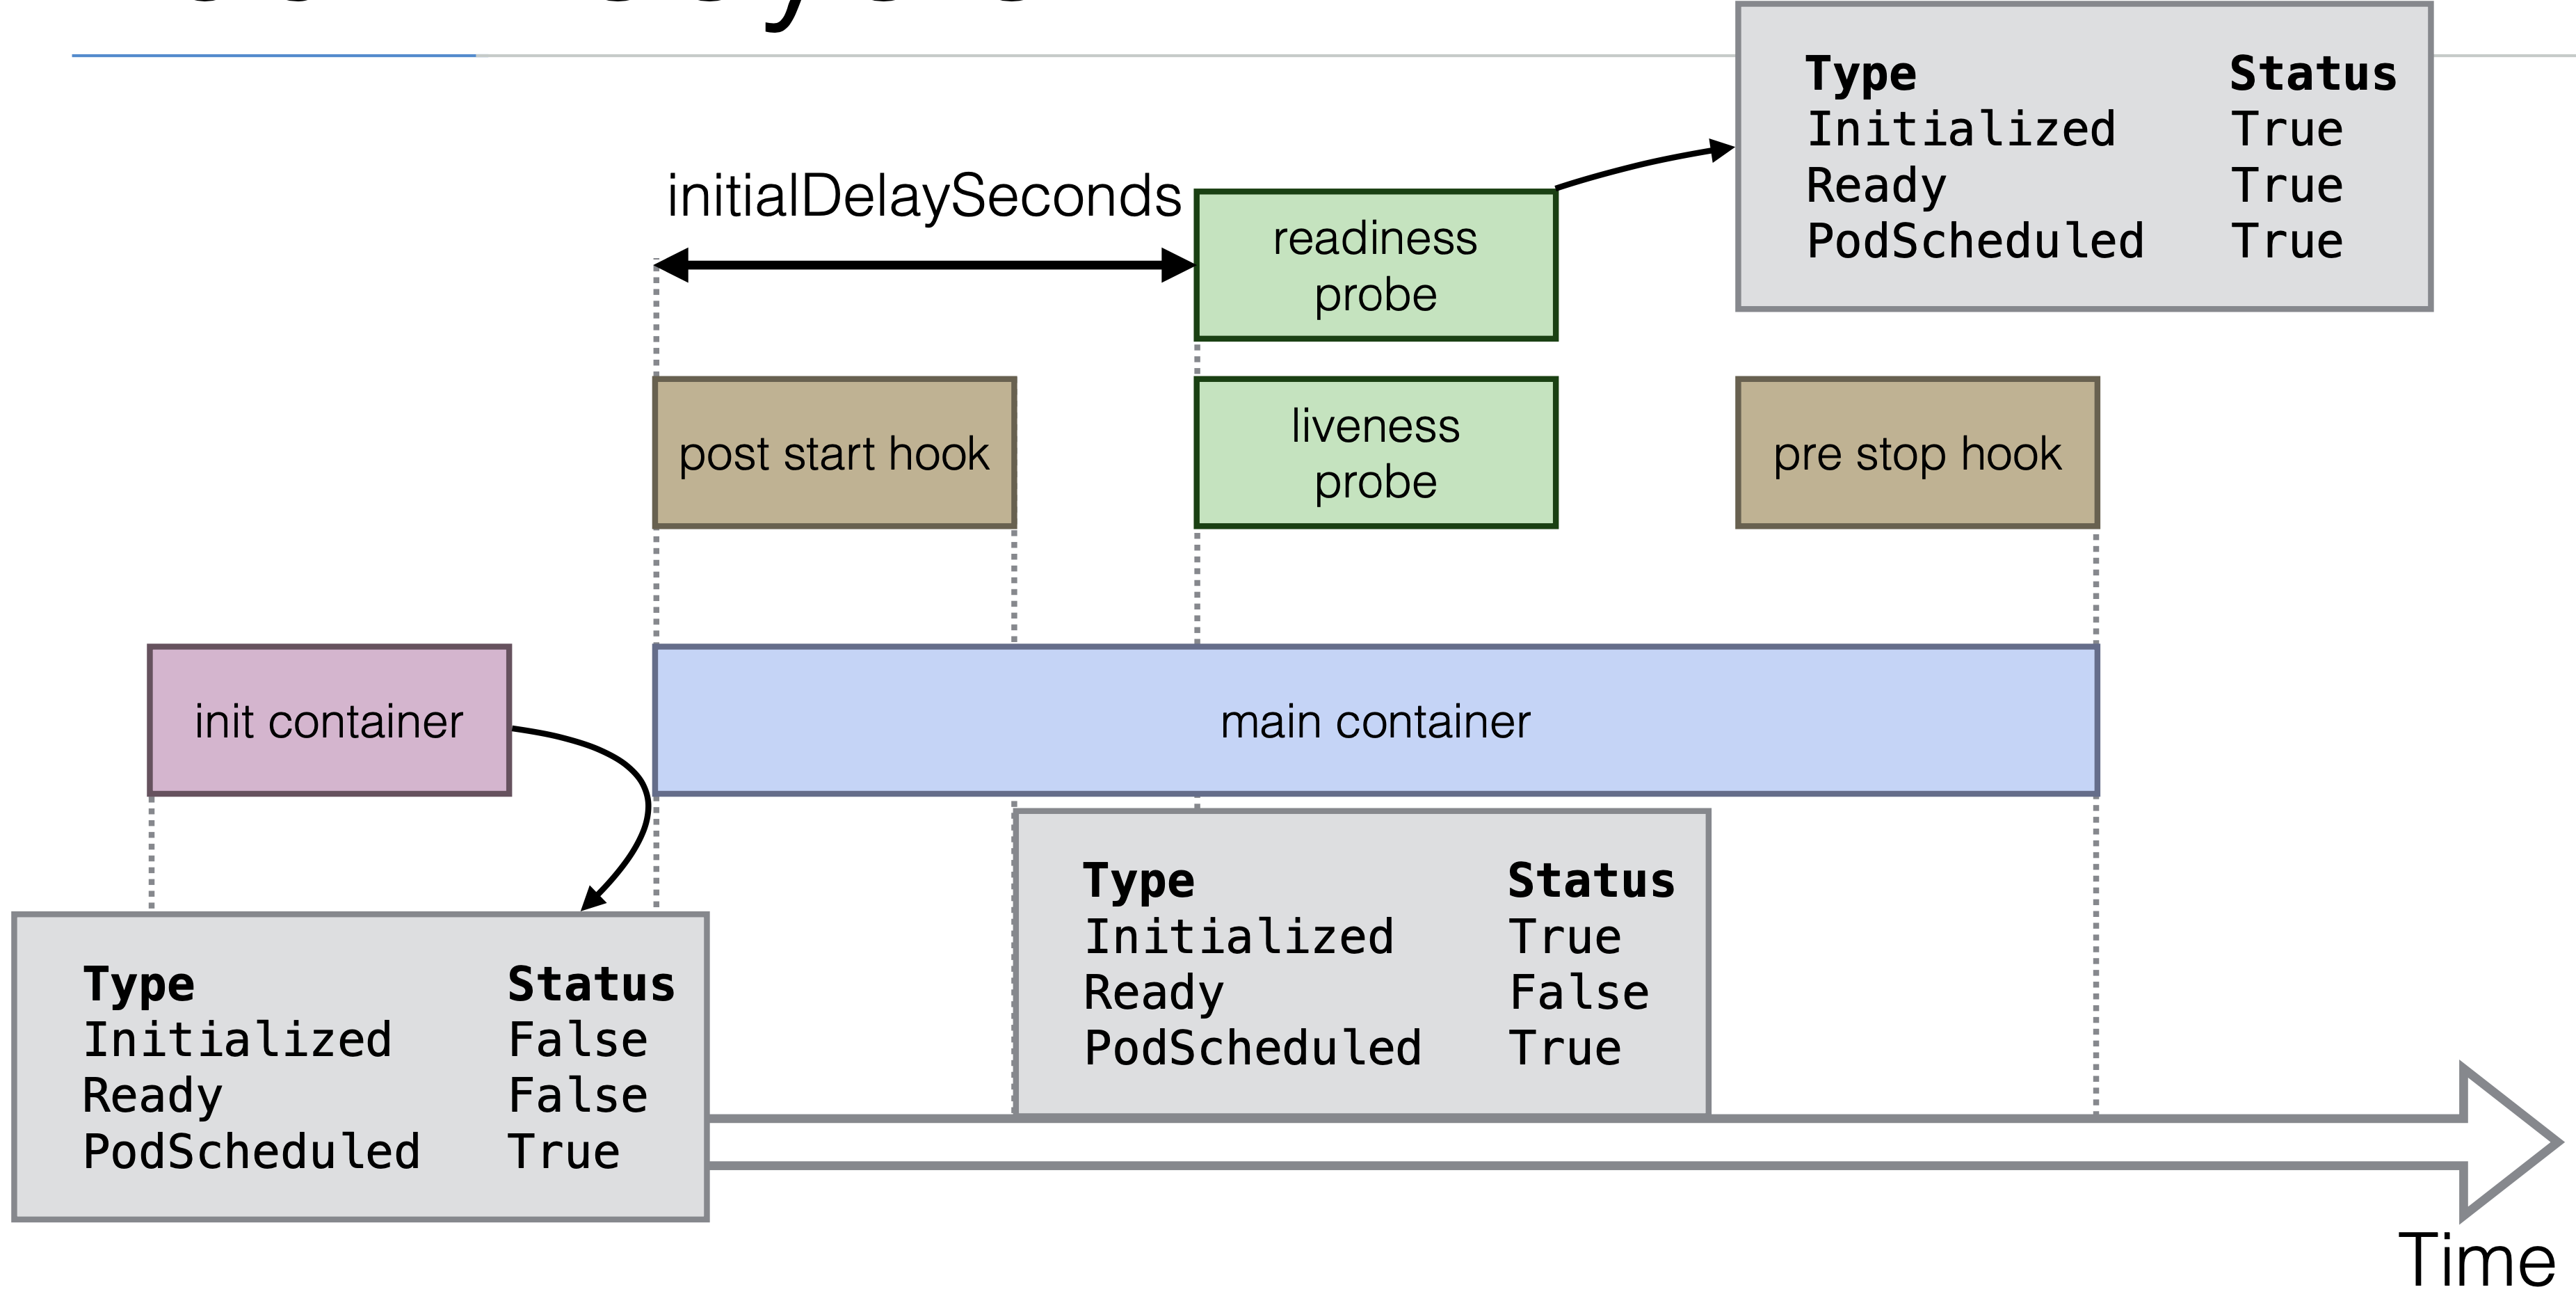 Type Status
Initialized True
Ready True
PodScheduled True
initialDelaySeconds
readiness
probe
post start hook
liveness
probe
pre stop hook
init container
main container
Type Status
Initialized True
Ready False
PodScheduled True
Type Status
Initialized False
Ready False
PodScheduled True
Time